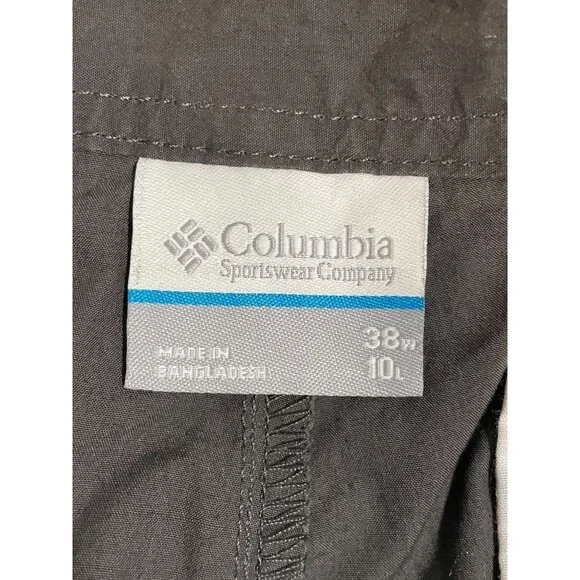 Columbia
Sportswear Company
38W
MADE IN
10L
BANGLADESH